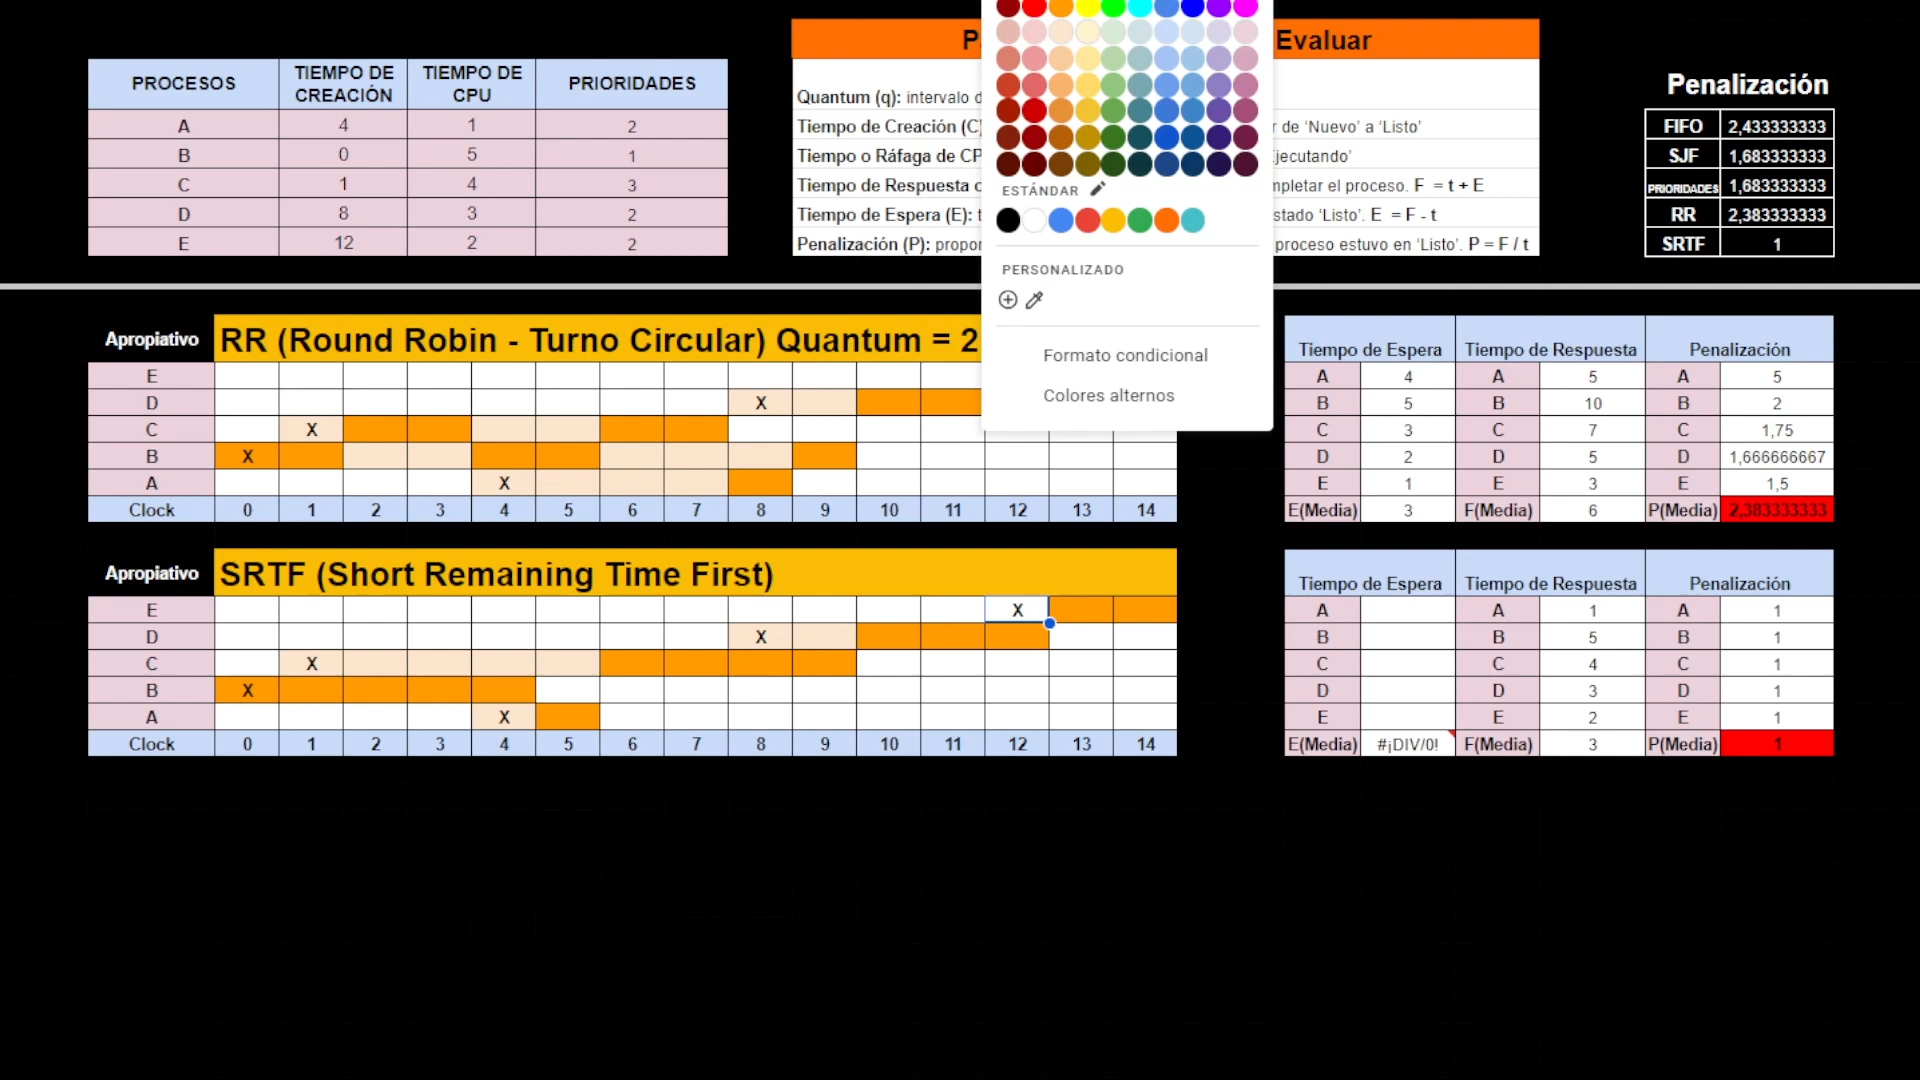 PROCESOS TIEMPO DE CREACIÓN TIEMPO DE CPU PRIORIDADES
A 4 1 2
B 0 5 1
C 1 4 3
D 8 3 2
E 12 2 2
P Evaluar
Quantum (q): intervalo d
Tiempo de Creación (C) r de ‘Nuevo’ a ‘Listo’
Tiempo o Ráfaga de CP jecutando’
Tiempo de Respuesta o mpletar el proceso. F = t + E
Tiempo de Espera (E): t stado ‘Listo’. E = F - t
Penalización (P): propor proceso estuvo en ‘Listo’. P = F / t
ESTÁNDAR
PERSONALIZADO
Formato condicional
Colores alternos
Penalización
FIFO 2,433333333
SJF 1,683333333
PRIORIDADES 1,683333333
RR 2,383333333
SRTF 1
Apropiativo RR (Round Robin - Turno Circular) Quantum = 2
E
D X
C X
B X
A X
Clock 0 1 2 3 4 5 6 7 8 9 10 11 12 13 14
Tiempo de Espera Tiempo de Respuesta Penalización
A 4 A 5 A 5
B 5 B 10 B 2
C 3 C 7 C 1,75
D 2 D 5 D 1,666666667
E 1 E 3 E 1,5
E(Media) 3 F(Media) 6 P(Media) 2,383333333
Apropiativo SRTF (Short Remaining Time First)
E X
D X
C X
B X
A X
Clock 0 1 2 3 4 5 6 7 8 9 10 11 12 13 14
Tiempo de Espera Tiempo de Respuesta Penalización
A A 1 A 1
B B 5 B 1
C C 4 C 1
D D 3 D 1
E E 2 E 1
E(Media) #¡DIV/0! F(Media) 3 P(Media) 1